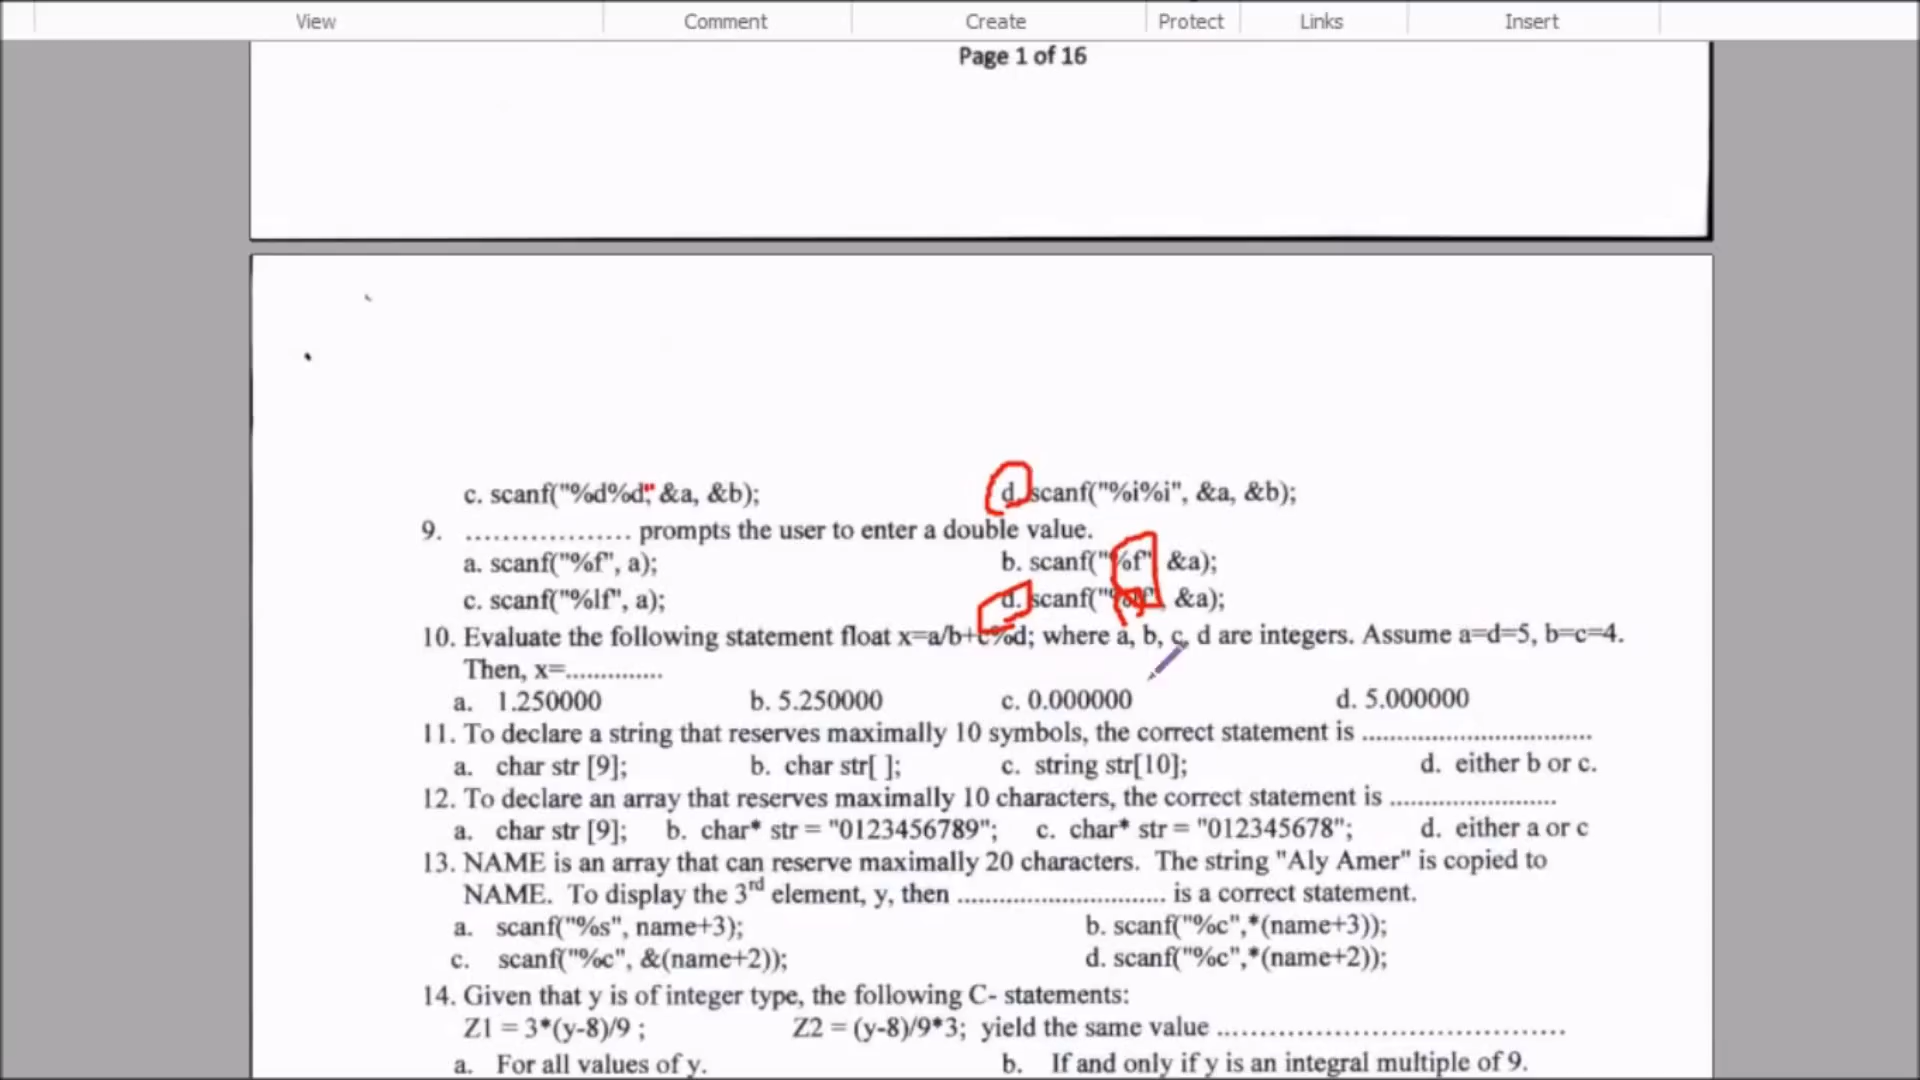 View Comment Create Protect Links Insert
Page 1 of 16
c. scanf("%d%d", &a, &b); d. scanf("%i%i", &a, &b);
9. .................. prompts the user to enter a double value.
a. scanf("%f", a); b. scanf("%f", &a);
c. scanf("%lf", a); d. scanf(" &a);
10. Evaluate the following statement float x=a/b+c%d; where a, b, c, d are integers. Assume a=d=5, b=c=4.
Then, x=..............
a. 1.250000 b. 5.250000 c. 0.000000 d. 5.000000
11. To declare a string that reserves maximally 10 symbols, the correct statement is ..............................
a. char str [9]; b. char str[ ]; c. string str[10]; d. either b or c.
12. To declare an array that reserves maximally 10 characters, the correct statement is ........................
a. char str [9]; b. char* str = "0123456789"; c. char* str = "012345678"; d. either a or c
13. NAME is an array that can reserve maximally 20 characters. The string "Aly Amer" is copied to
NAME. To display the 3rd element, y, then ............................ is a correct statement.
a. scanf("%s", name+3); b. scanf("%c",*(name+3));
c. scanf("%c", &(name+2)); d. scanf("%c",*(name+2));
14. Given that y is of integer type, the following C- statements:
Z1 = 3*(y-8)/9 ; Z2 = (y-8)/9*3; yield the same value ......................................
a. For all values of y. b. If and only if y is an integral multiple of 9.